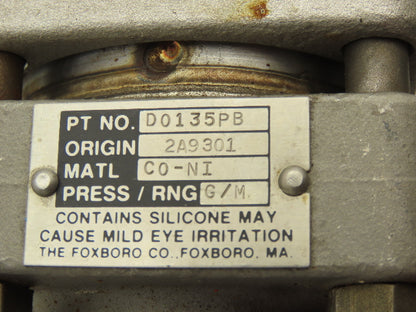 PT NO. D0135PB
ORIGIN 2A9301
MATL CO-NI
PRESS / RNG G/M
CONTAINS SILICONE MAY
CAUSE MILD EYE IRRITATION
THE FOXBORO CO., FOXBORO, MA.